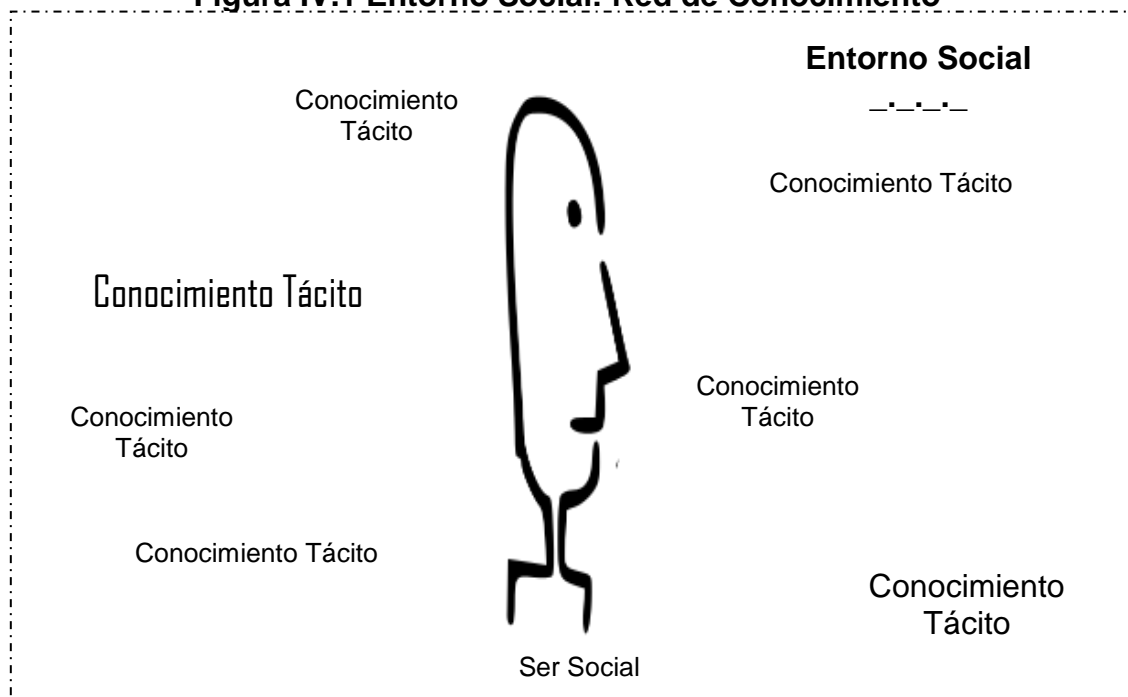 Figura IV.1 Entorno Social: Red de Conocimiento
Entorno Social
_._._._
Conocimiento
Tácito
Conocimiento Tácito
Conocimiento Tácito
Conocimiento
Tácito
Conocimiento
Tácito
Conocimiento Tácito
Conocimiento
Tácito
Ser Social